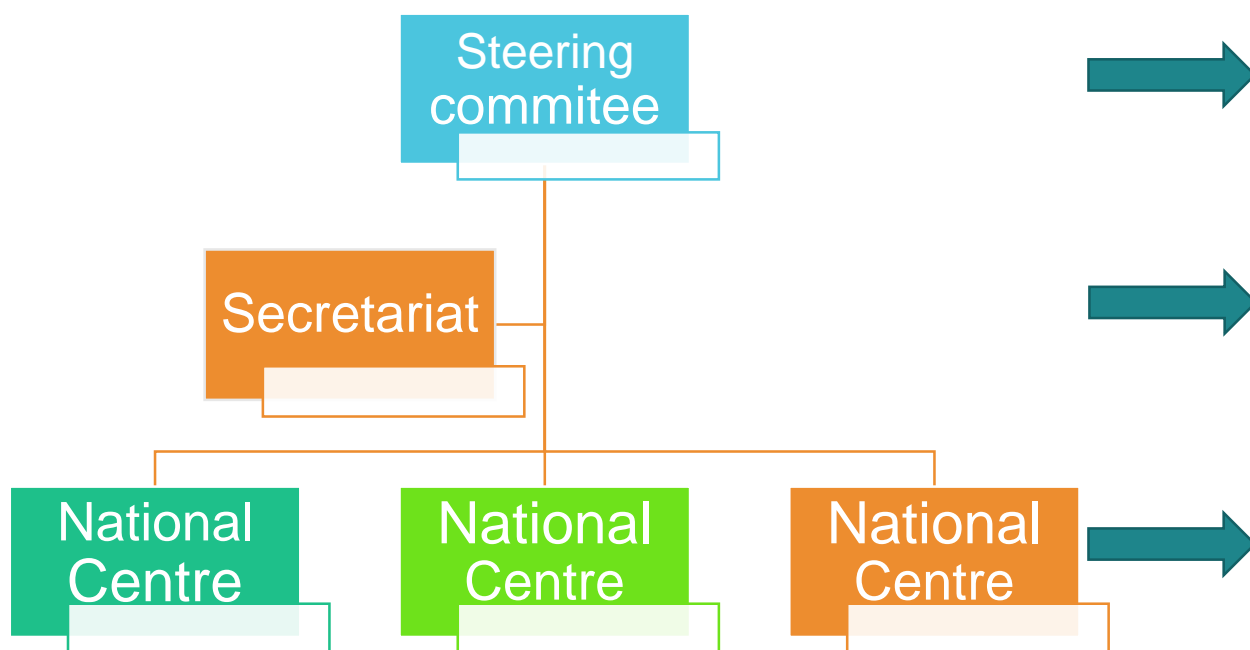 Steering
commitee
Secretariat
National
Centre
National
Centre
National
Centre